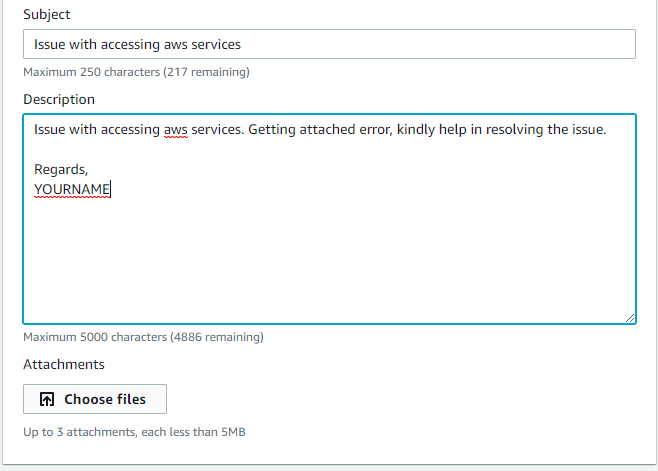 Subject
Issue with accessing aws services
Maximum 250 characters (217 remaining)
Description
Issue with accessing aws services. Getting attached error, kindly help in resolving the issue.
Regards,
YOURNAME
Maximum 5000 characters (4886 remaining)
Attachments
Choose files
Up to 3 attachments, each less than 5MB